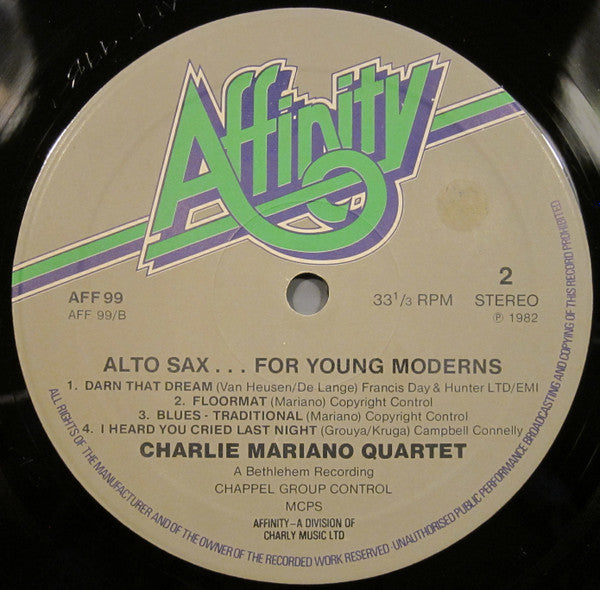 Affinity
AFF 99
AFF 99/B
33 1/3 RPM
2
STEREO
℗ 1982
ALTO SAX... FOR YOUNG MODERNS
1. DARN THAT DREAM (Van Heusen/De Lange) Francis Day & Hunter LTD/EMI
2. FLOORMAT (Mariano) Copyright Control
3. BLUES - TRADITIONAL (Mariano) Copyright Control
4. I HEARD YOU CRIED LAST NIGHT (Grouya/Kruga) Campbell Connelly
CHARLIE MARIANO QUARTET
A Bethlehem Recording
CHAPPEL GROUP CONTROL
MCPS
AFFINITY–A DIVISION OF
CHARLY MUSIC LTD
ALL RIGHTS OF THE MANUFACTURER AND OF THE OWNER OF THE RECORDED WORK RESERVED · UNAUTHORISED PUBLIC PERFORMANCE BROADCASTING AND COPYING OF THIS RECORD PROHIBITED